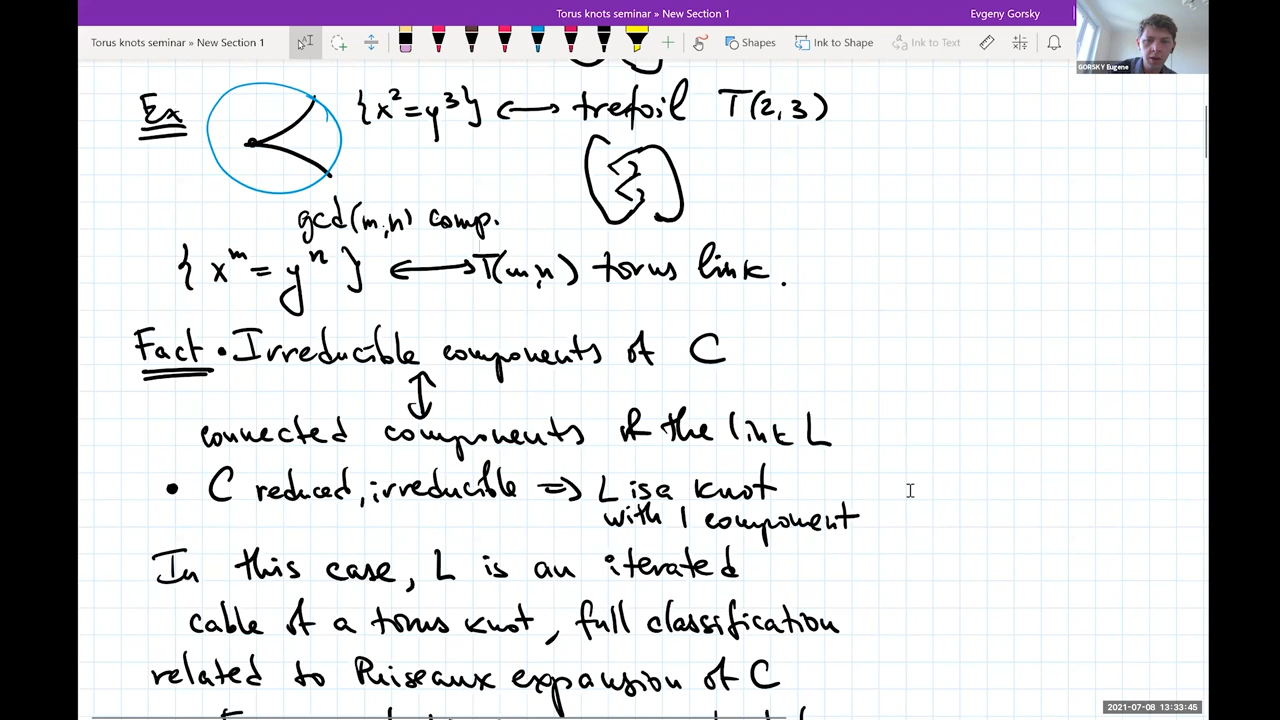 Torus knots seminar » New Section 1
Evgeny Gorsky
Torus knots seminar » New Section 1
Shapes
Ink to Shape
Ink to Text
GORSKY Eugene
Ex
{x²=y³} ⟷ trefoil T(2,3)
gcd(m,n) comp.
{x^m = y^n} ⟷ T(m,n) torus link.
Fact • Irreducible components of C
↕
connected components of the link L
• C reduced, irreducible ⇒ L is a knot
with 1 component
In this case, L is an iterated
cable of a torus knot, full classification
related to Puiseaux expansion of C
2021-07-08 13:33:45